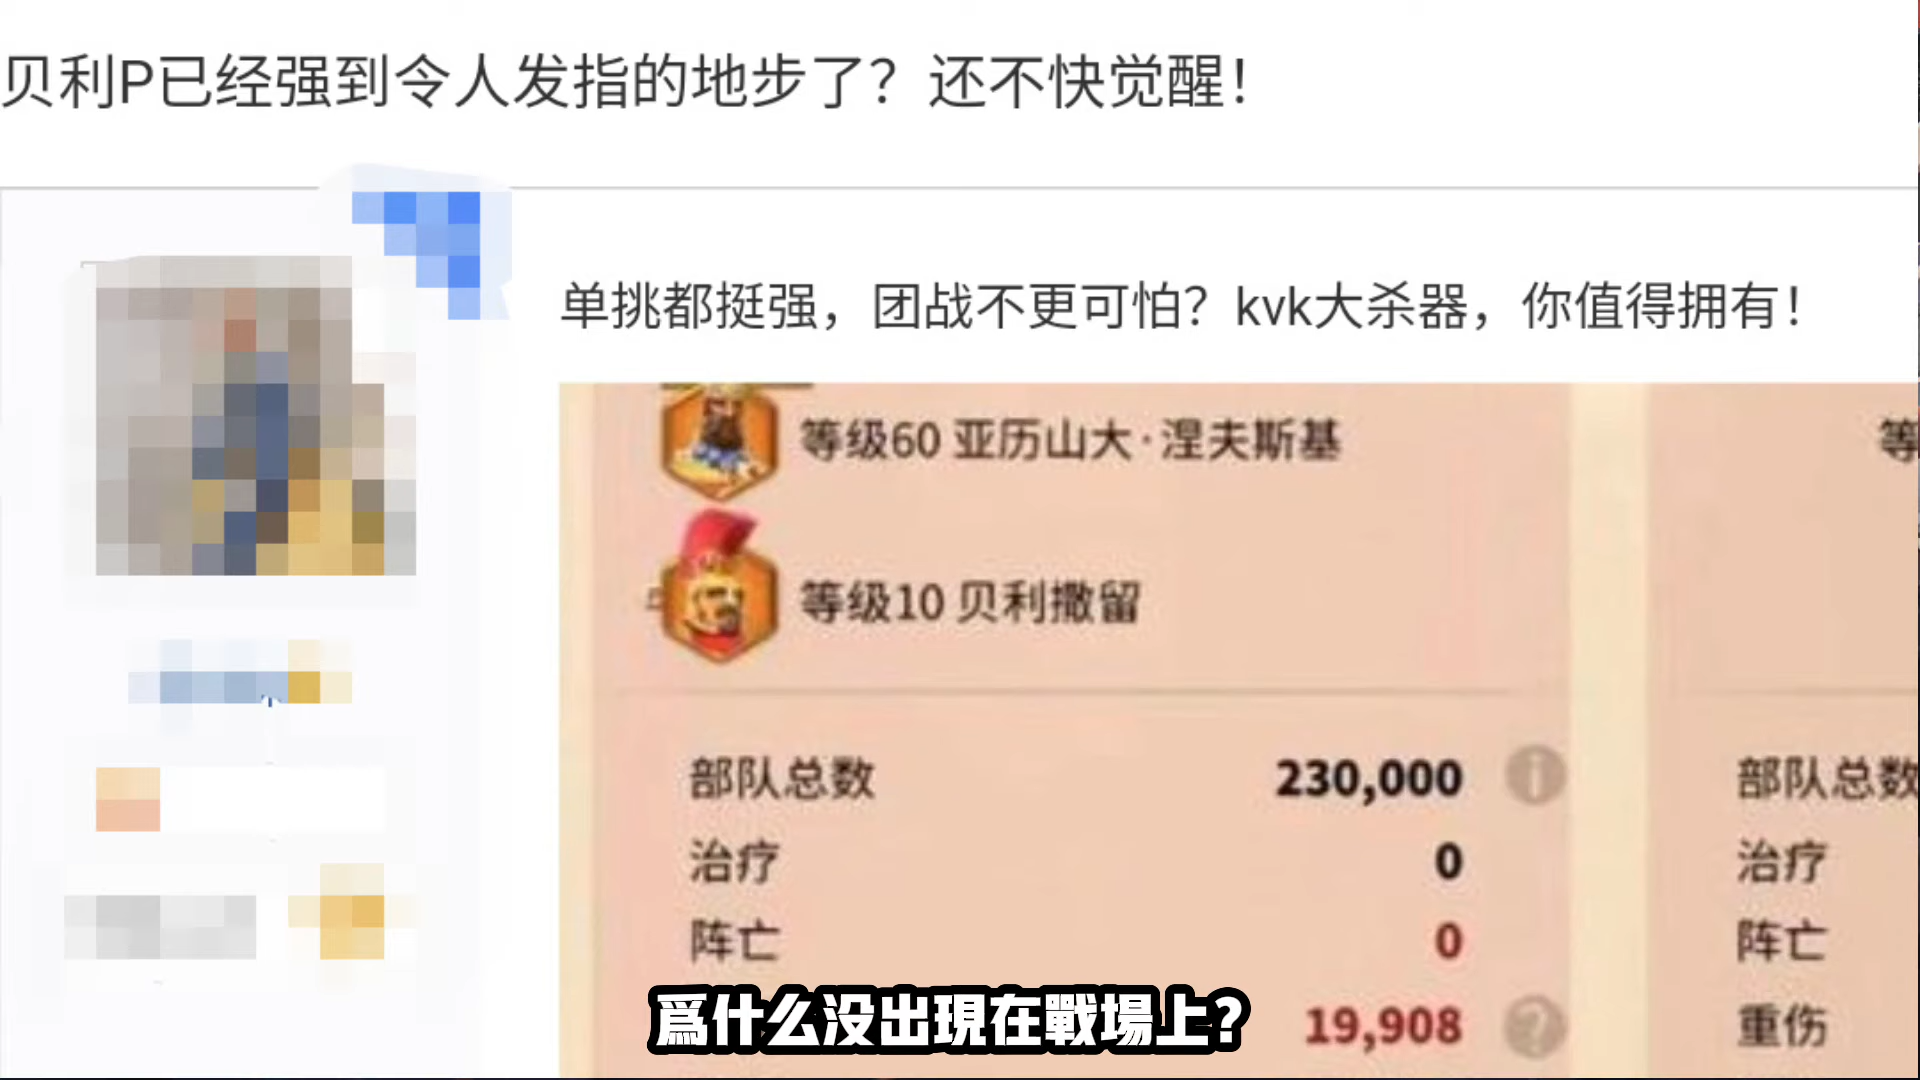 贝利P已经强到令人发指的地步了？还不快觉醒！
单挑都挺强，团战不更可怕？kvk大杀器，你值得拥有！
等级60 亚历山大·涅夫斯基
等
等级10 贝利撒留
部队总数 230,000
部队总数
治疗 0
治疗
阵亡 0
阵亡
19,908
重伤
爲什么没出現在戰場上?